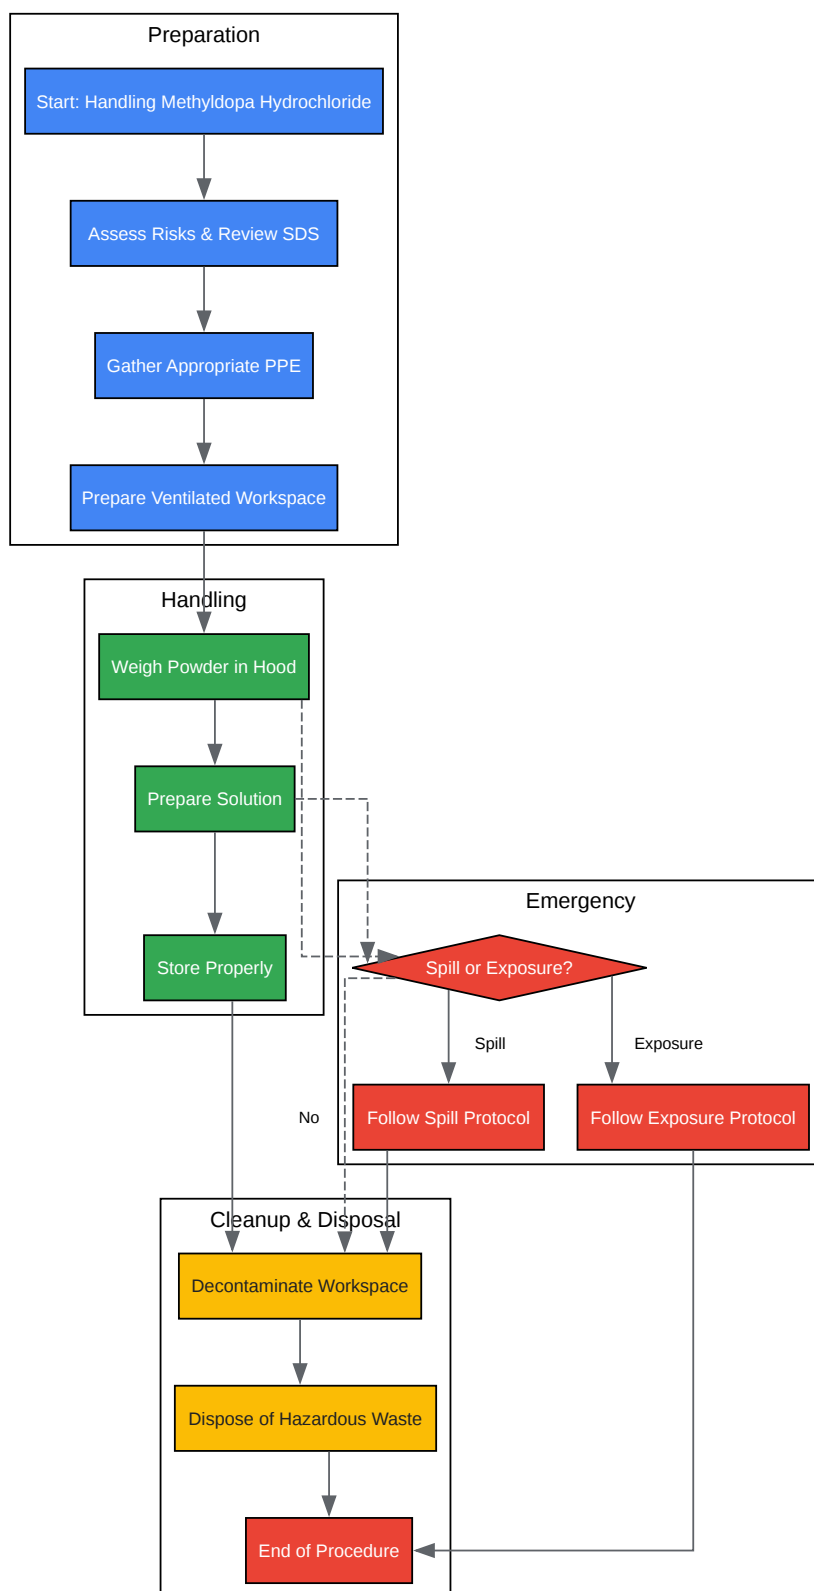 Preparation
Start: Handling Methyldopa Hydrochloride
Assess Risks & Review SDS
Gather Appropriate PPE
Prepare Ventilated Workspace
Handling
Weigh Powder in Hood
Prepare Solution
Emergency
Store Properly
Spill or Exposure?
Spill
Exposure
No
Follow Spill Protocol
Follow Exposure Protocol
Cleanup & Disposal
Decontaminate Workspace
Dispose of Hazardous Waste
End of Procedure